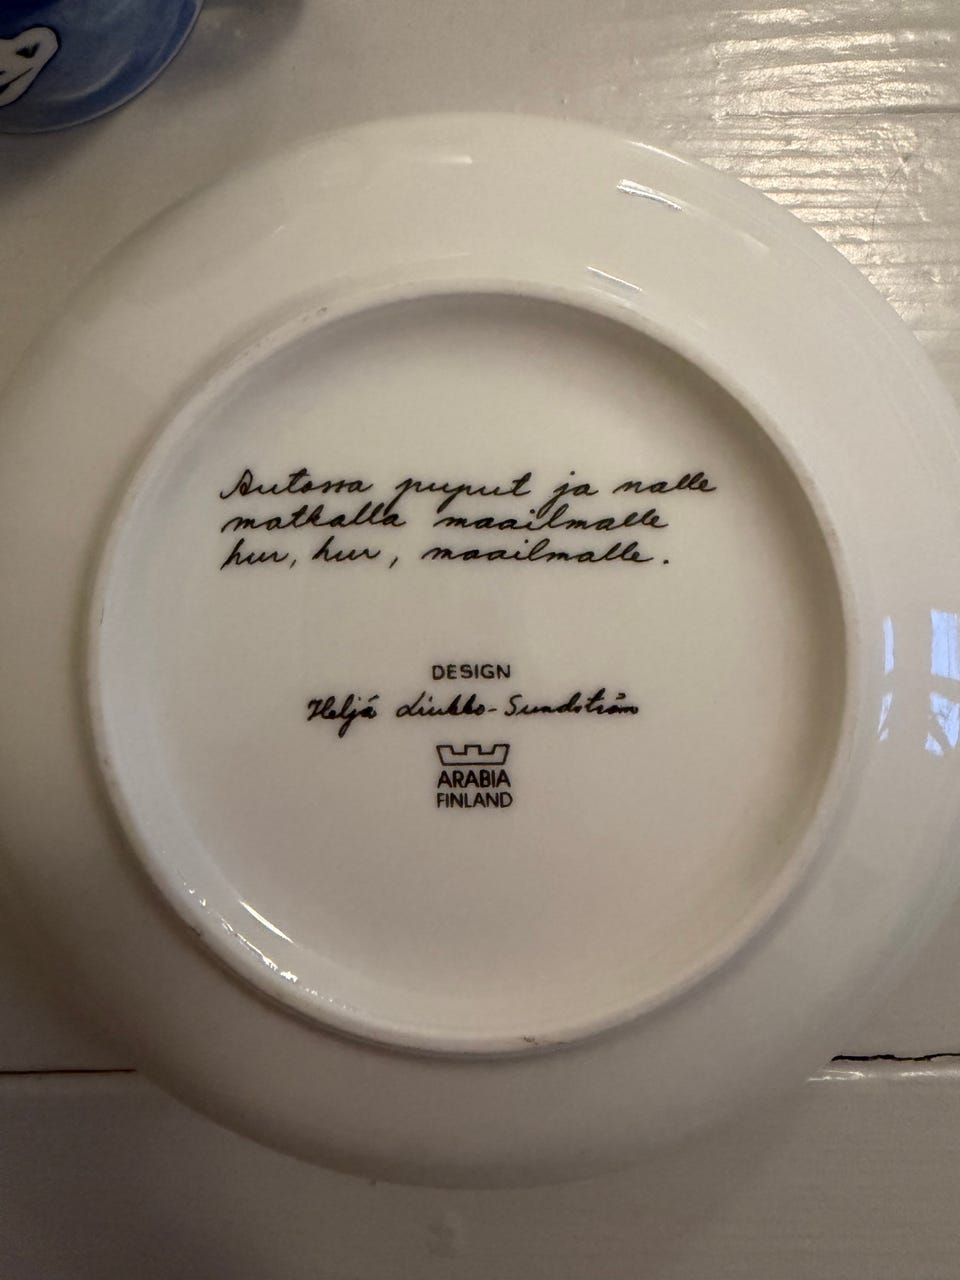 Autossa puput ja nalle
matkalla maailmalle
hur, hur, maailmalle.
DESIGN
Heljä Liukko-Sundström
ARABIA
FINLAND